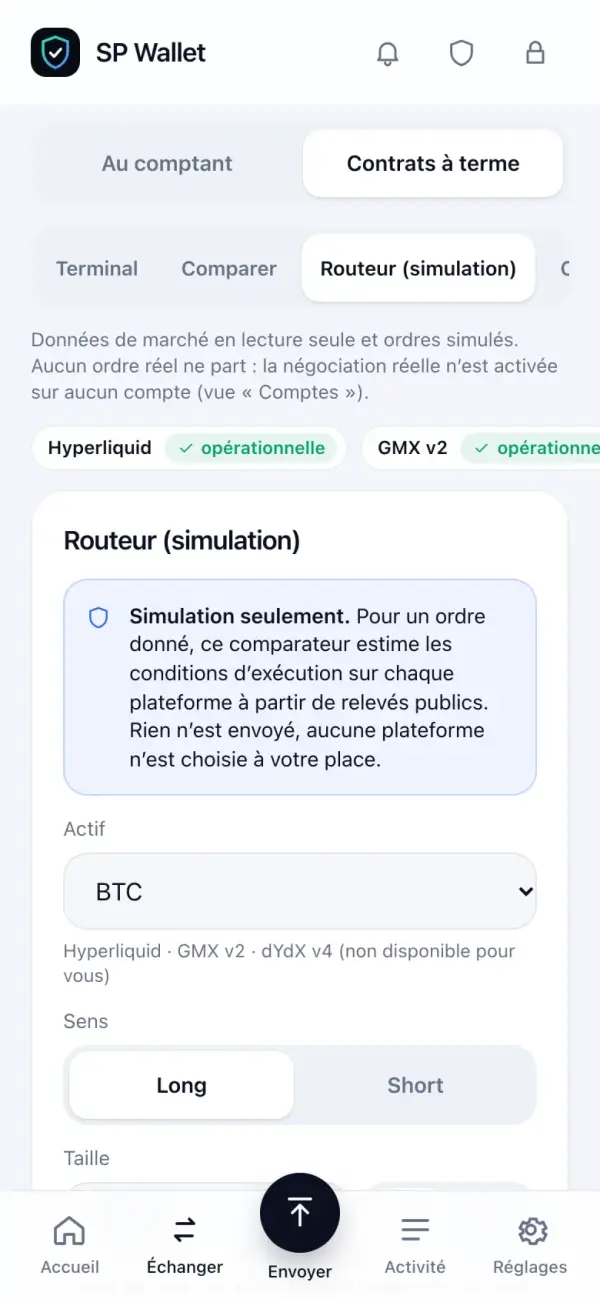 SP Wallet
Au comptant
Contrats à terme
Terminal
Comparer
Routeur (simulation)
Données de marché en lecture seule et ordres simulés.
Aucun ordre réel ne part : la négociation réelle n’est activée
sur aucun compte (vue « Comptes »).
Hyperliquid
opérationnelle
GMX v2
opérationne
Routeur (simulation)
Simulation seulement. Pour un ordre
donné, ce comparateur estime les
conditions d’exécution sur chaque
plateforme à partir de relevés publics.
Rien n’est envoyé, aucune plateforme
n’est choisie à votre place.
Actif
BTC
Hyperliquid · GMX v2 · dYdX v4 (non disponible pour
vous)
Sens
Long
Short
Taille
Accueil
Échanger
Envoyer
Activité
Réglages